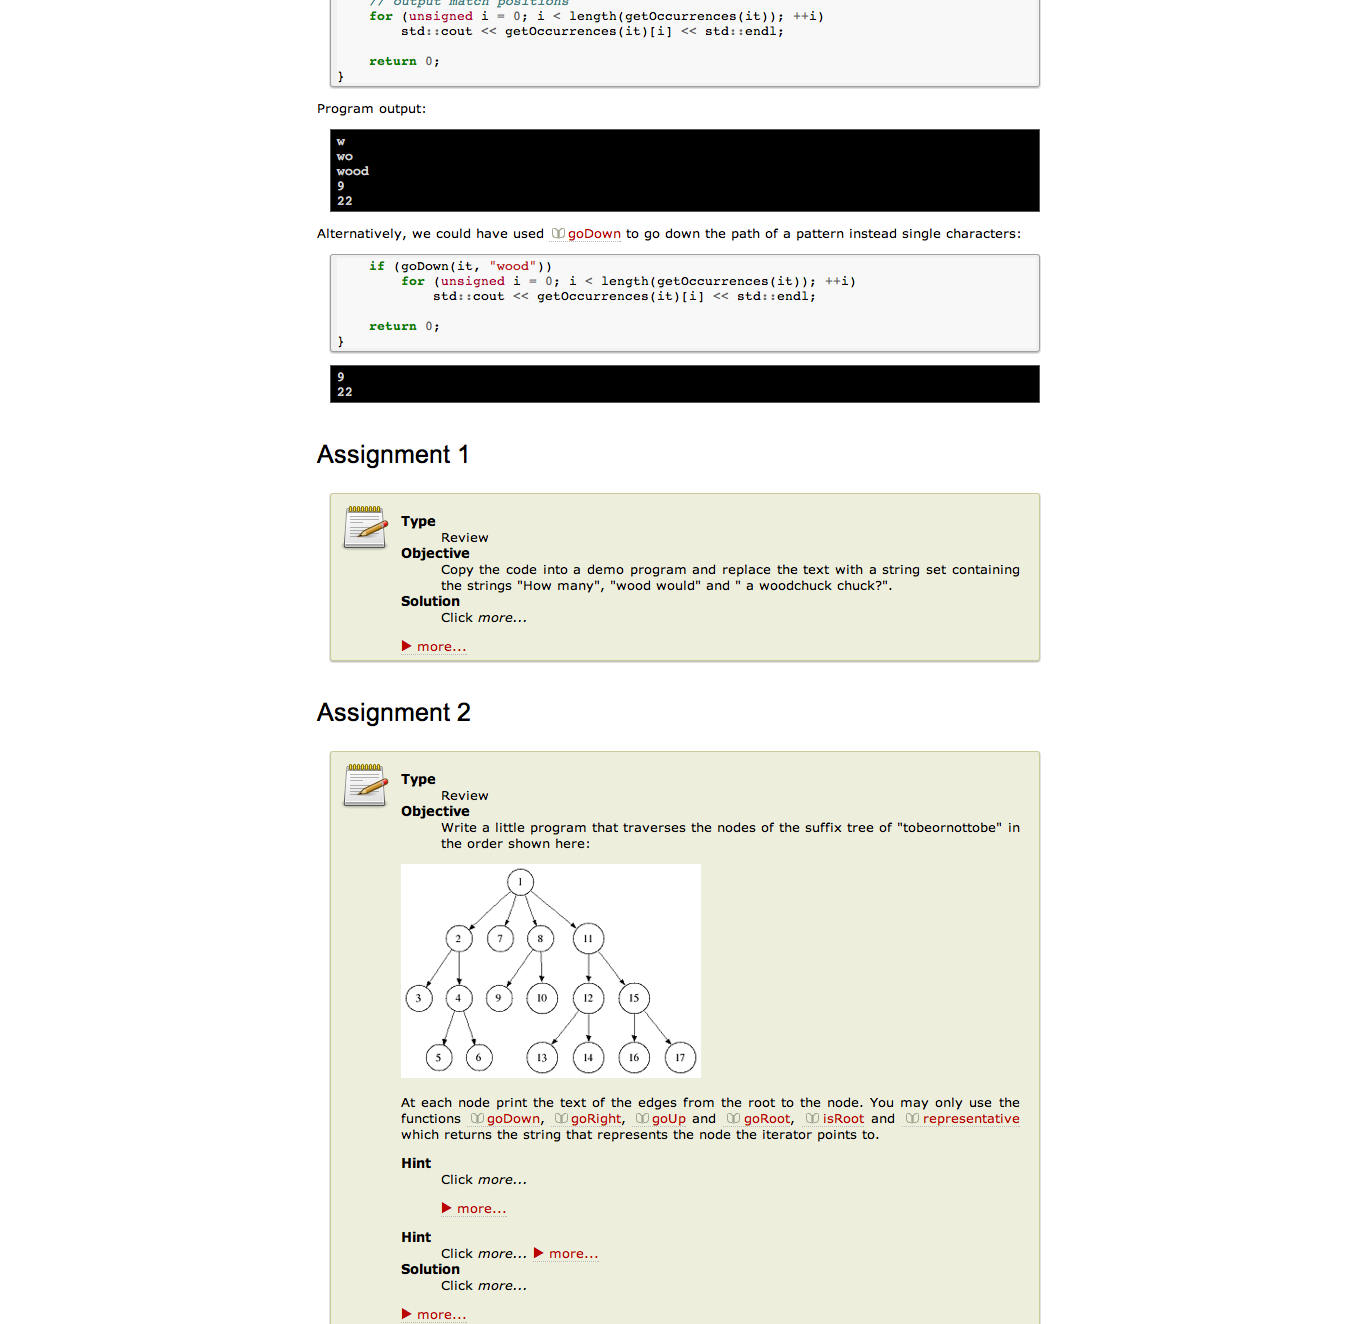 // output match positions
for (unsigned i = 0; i < length(getOccurrences(it)); ++i)
std::cout << getOccurrences(it)[i] << std::endl;
return 0;
}
Program output:
w
wo
wood
9
22
Alternatively, we could have used goDown to go down the path of a pattern instead single characters:
if (goDown(it, "wood"))
for (unsigned i = 0; i < length(getOccurrences(it)); ++i)
std::cout << getOccurrences(it)[i] << std::endl;
return 0;
}
9
22
Assignment 1
Type
Review
Objective
Copy the code into a demo program and replace the text with a string set containing
the strings "How many", "wood would" and " a woodchuck chuck?".
Solution
Click more...
more...
Assignment 2
Type
Review
Objective
Write a little program that traverses the nodes of the suffix tree of "tobeornottobe" in
the order shown here:
1
2 7 8 11
3 4 9 10 12 15
5 6 13 14 16 17
At each node print the text of the edges from the root to the node. You may only use the
functions goDown, goRight, goUp and goRoot, isRoot and representative
which returns the string that represents the node the iterator points to.
Hint
Click more...
more...
Hint
Click more... more...
Solution
Click more...
more...